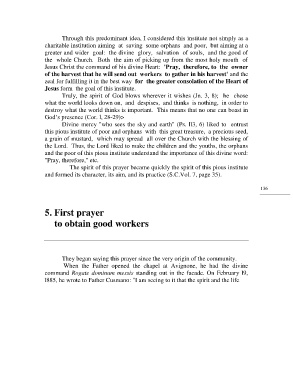 Through this predominant idea, I considered this institute not simply as a
charitable institution aiming at saving some orphans and poor, but aiming at a
greater and wider goal: the divine glory, salvation of souls, and the good of
the whole Church. Both the aim of picking up from the most holy mouth of
Jesus Christ the command of his divine Heart: "Pray, therefore, to the owner
of the harvest that he will send out workers to gather in his harvest" and the
zeal for fulfilling it in the best way for the greater consolation of the Heart of
Jesus form the goal of this institute.
Truly, the spirit of God blows wherever it wishes (Jn. 3, 8); he chose
what the world looks down on, and despises, and thinks is nothing, in order to
destroy what the world thinks is important. This means that no one can boast in
God's presence (Cor. 1, 28-29)>
Divine mercy "who sees the sky and earth" (Ps. 113, 6) liked to entrust
this pious institute of poor and orphans with this great treasure, a precious seed,
a grain of mustard, which may spread all over the Church with the blessing of
the Lord. Thus, the Lord liked to make the children and the youths, the orphans
and the poor of this pious institute understand the importance of this divine word:
"Pray, therefore," etc.
The spirit of this prayer became quickly the spirit of this pious institute
and formed its character, its aim, and its practice (S.C.Vol. 7, page 35).
136
5. First prayer
to obtain good workers
They began saying this prayer since the very origin of the community.
When the Father opened the chapel at Avignone, he had the divine
command Rogate dominum messis standing out in the facade. On February 19,
1885, he wrote to Father Cusmano: "I am seeing to it that the spirit and the life